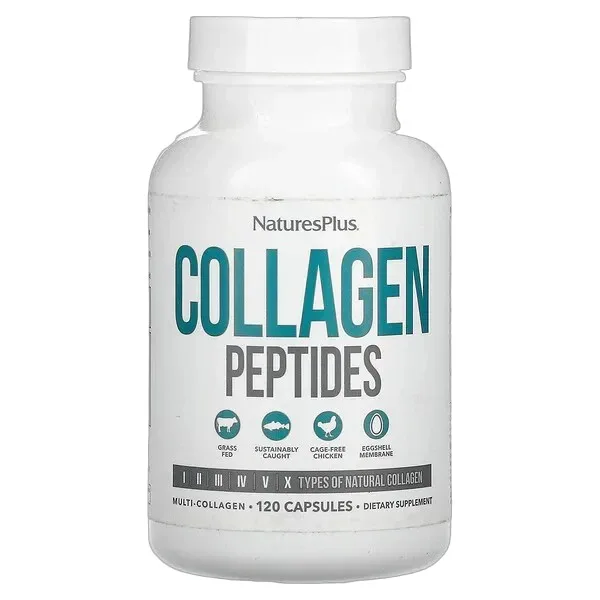 NaturesPlus.
COLLAGEN
PEPTIDES
GRASS
FED
SUSTAINABLY
CAUGHT
CAGE-FREE
CHICKEN
EGGSHELL
MEMBRANE
I | II | III | IV | V | X TYPES OF NATURAL COLLAGEN
MULTI-COLLAGEN • 120 CAPSULES • DIETARY SUPPLEMENT